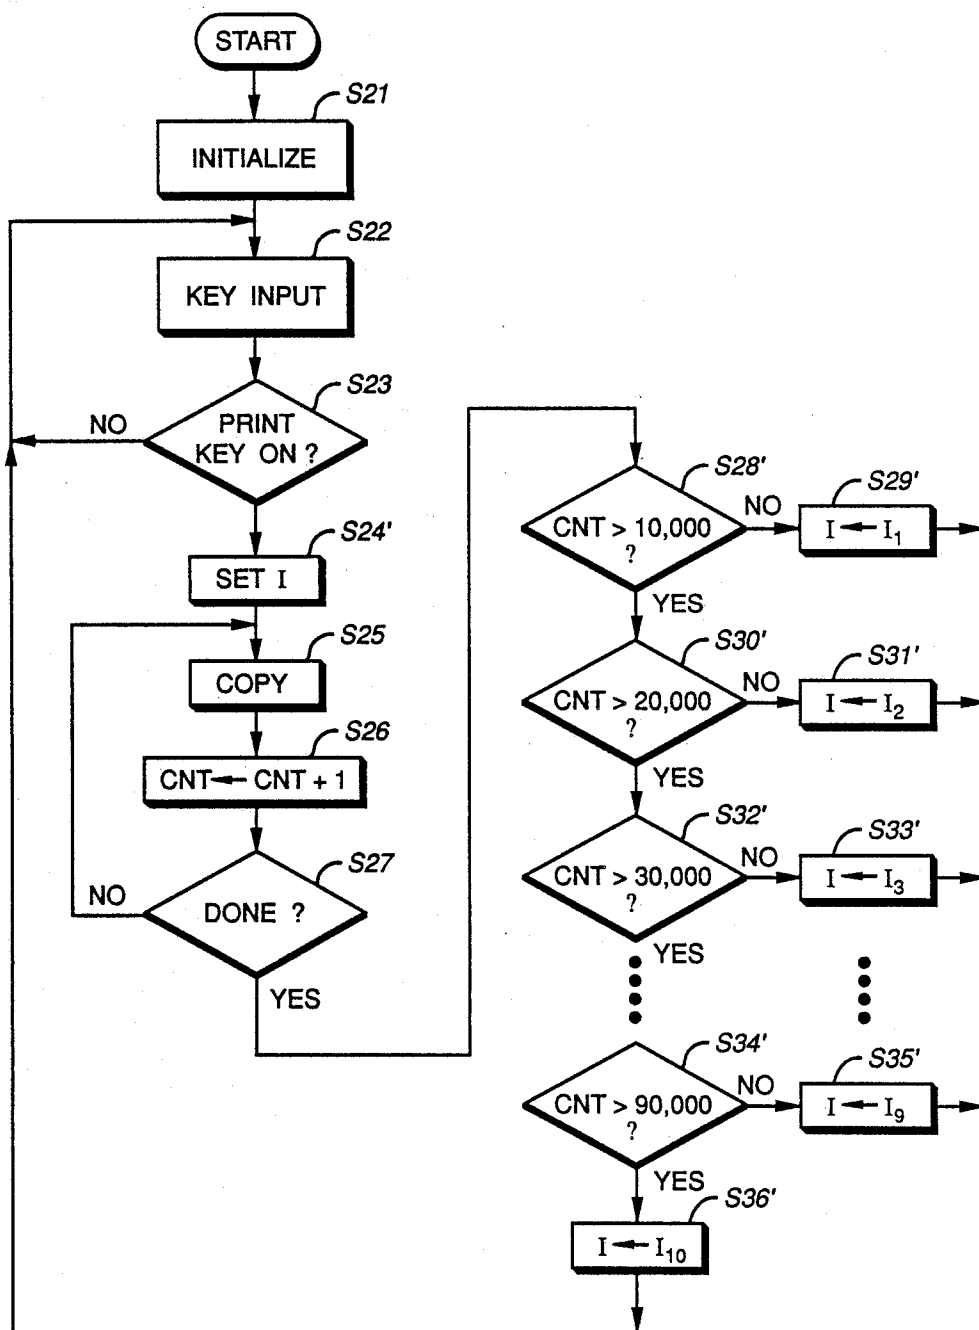 START
S21
INITIALIZE
S22
KEY INPUT
S23
PRINT
KEY ON ?
NO
S24'
SET I
S25
COPY
S26
CNT ← CNT + 1
S27
DONE ?
NO
YES
S28'
CNT > 10,000
?
NO
YES
S29'
I ← I₁
S30'
CNT > 20,000
?
NO
YES
S31'
I ← I₂
S32'
CNT > 30,000
?
NO
YES
S33'
I ← I₃
S34'
CNT > 90,000
?
NO
YES
S35'
I ← I₉
S36'
I ← I₁₀